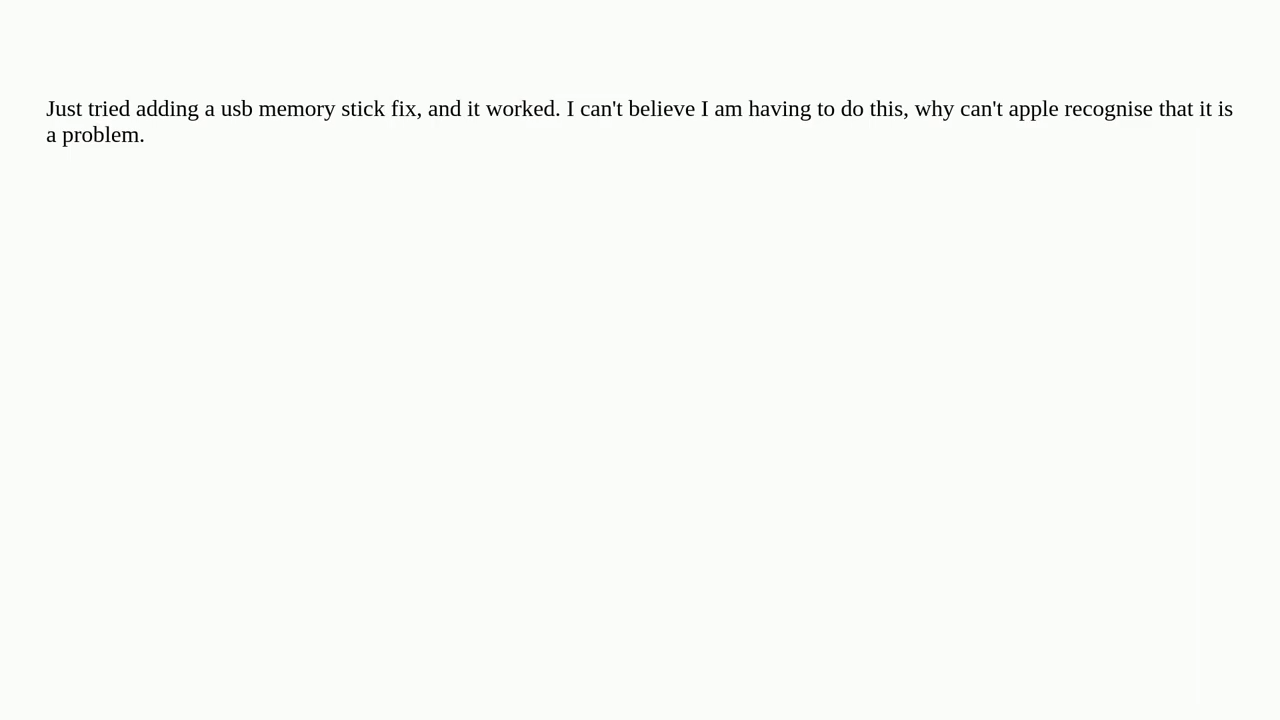 Just tried adding a usb memory stick fix, and it worked. I can't believe I am having to do this, why can't apple recognise that it is
a problem.